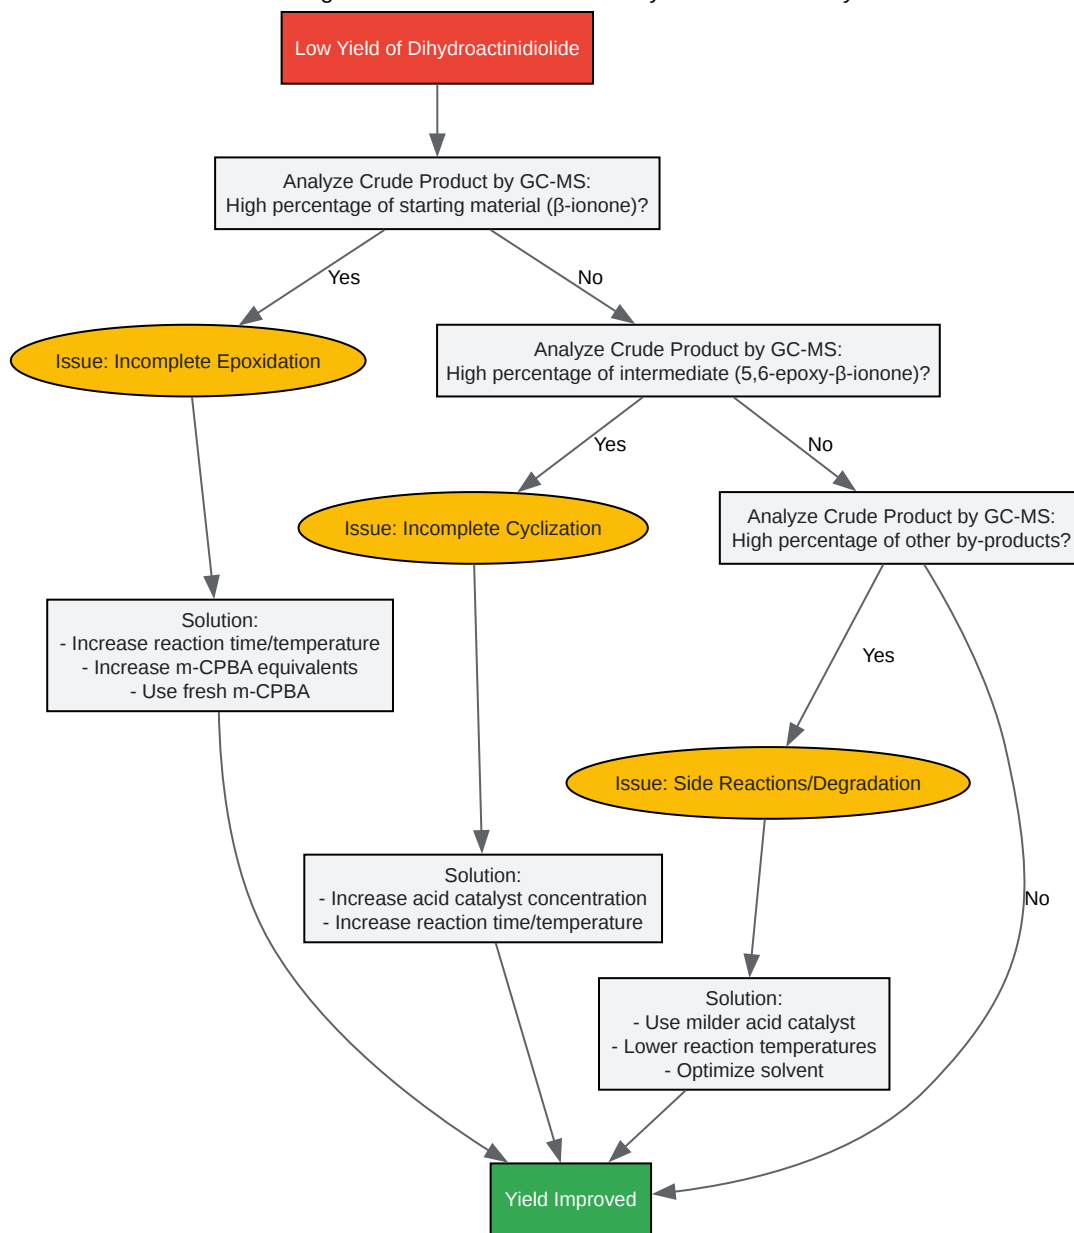 Low Yield of Dihydroactinidiolide
Analyze Crude Product by GC-MS:
High percentage of starting material (β-ionone)?
Yes
No
Issue: Incomplete Epoxidation
Analyze Crude Product by GC-MS:
High percentage of intermediate (5,6-epoxy-β-ionone)?
Yes
No
Issue: Incomplete Cyclization
Analyze Crude Product by GC-MS:
High percentage of other by-products?
Solution:
- Increase reaction time/temperature
- Increase m-CPBA equivalents
- Use fresh m-CPBA
Yes
Issue: Side Reactions/Degradation
Solution:
- Increase acid catalyst concentration
- Increase reaction time/temperature
No
Solution:
- Use milder acid catalyst
- Lower reaction temperatures
- Optimize solvent
Yield Improved